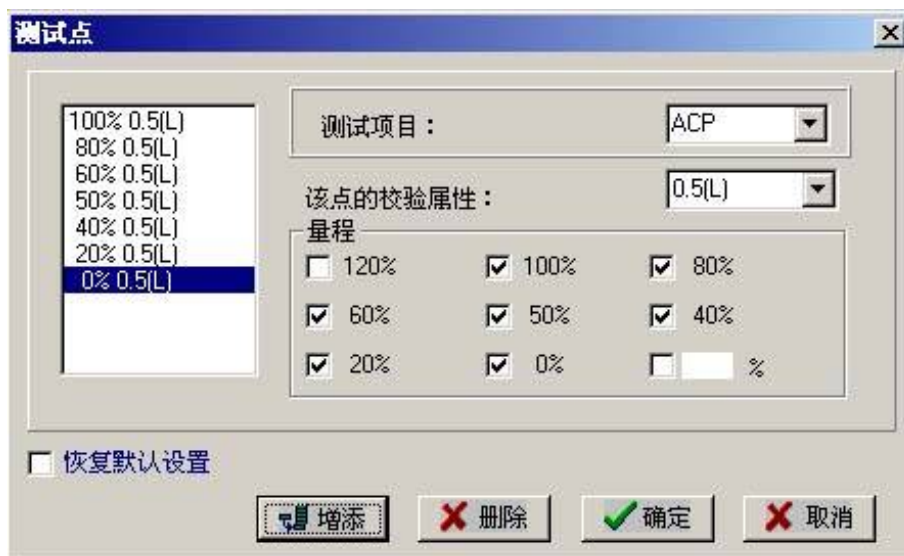 测试点
100% 0.5(L)
80% 0.5(L)
60% 0.5(L)
50% 0.5(L)
40% 0.5(L)
20% 0.5(L)
0% 0.5(L)
测试项目： ACP
该点的校验属性： 0.5(L)
量程
120% 100% 80%
60% 50% 40%
20% 0% %
恢复默认设置
增添 删除 确定 取消